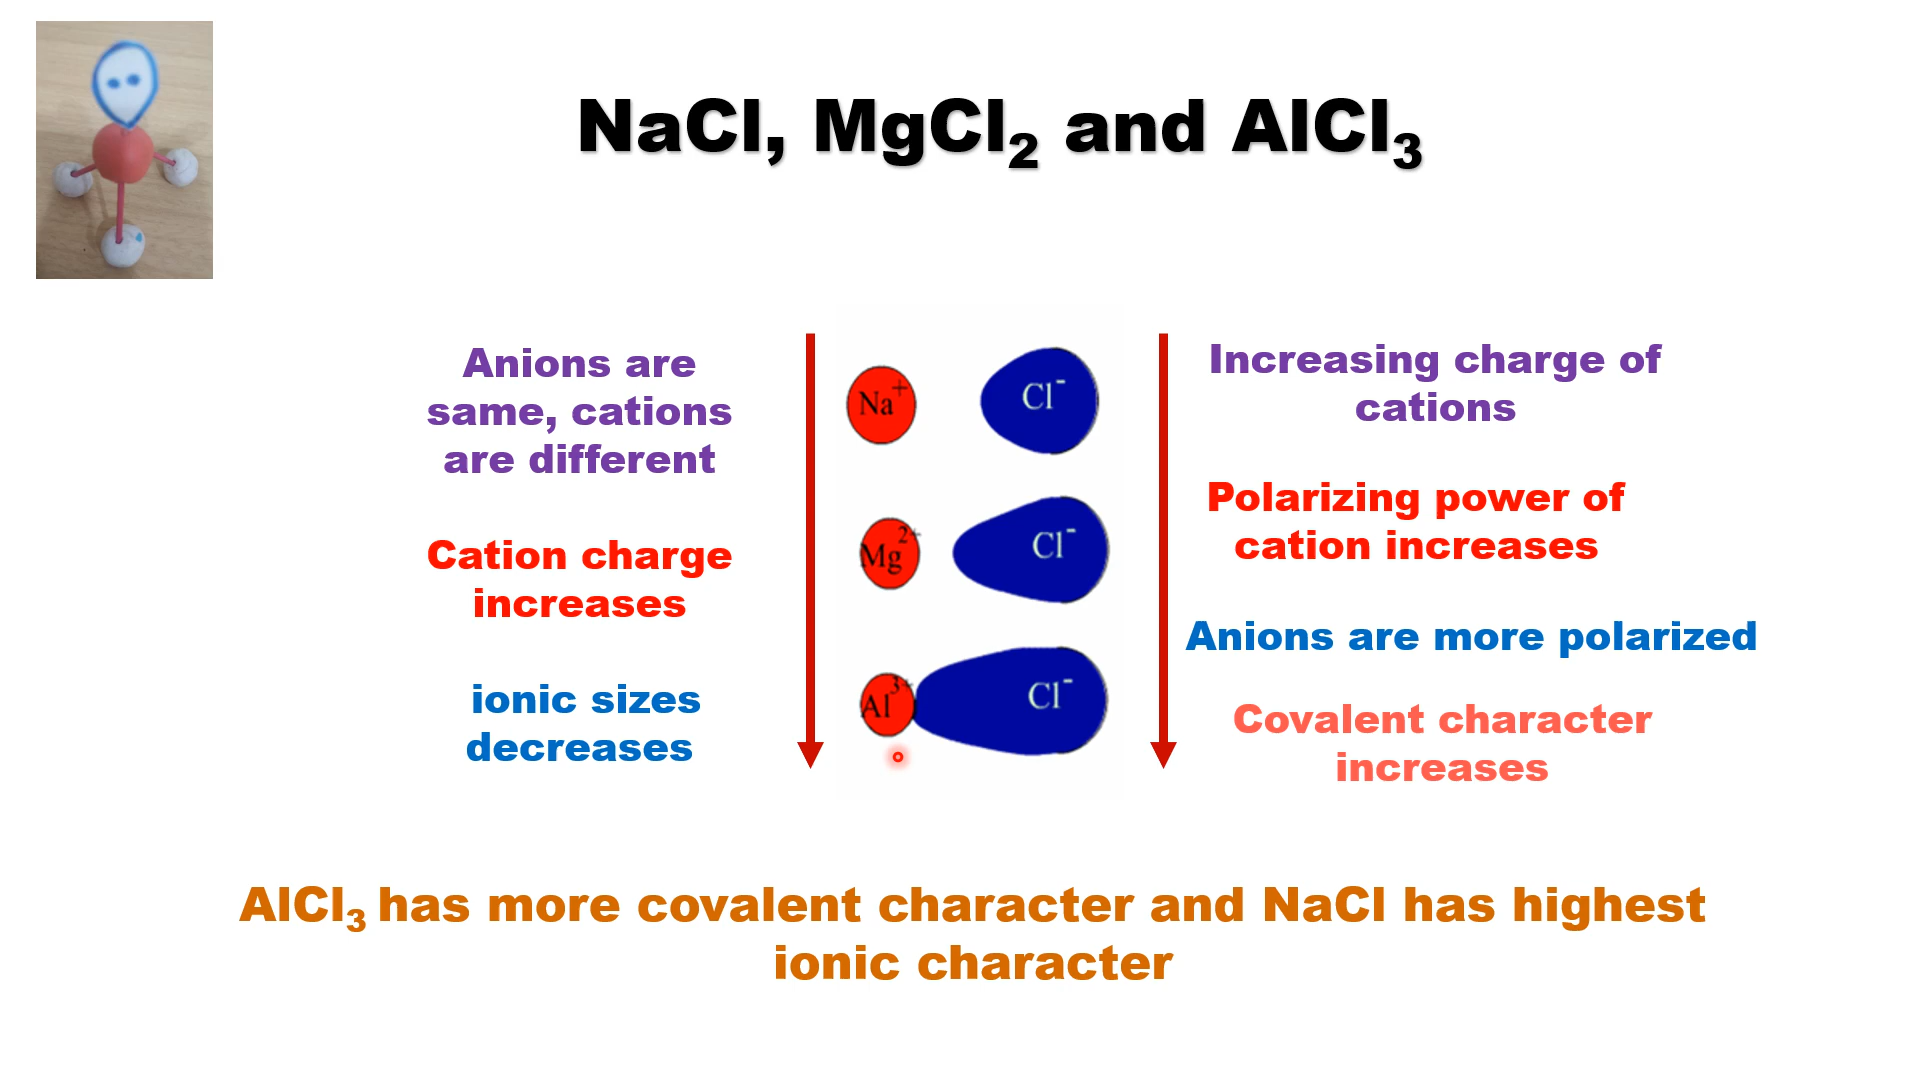 NaCl, MgCl₂ and AlCl₃
Anions are
same, cations
are different
Cation charge
increases
ionic sizes
decreases
Na⁺
Cl⁻
Mg²⁺
Cl⁻
Al³⁺
Cl⁻
Increasing charge of
cations
Polarizing power of
cation increases
Anions are more polarized
Covalent character
increases
AlCl₃ has more covalent character and NaCl has highest
ionic character